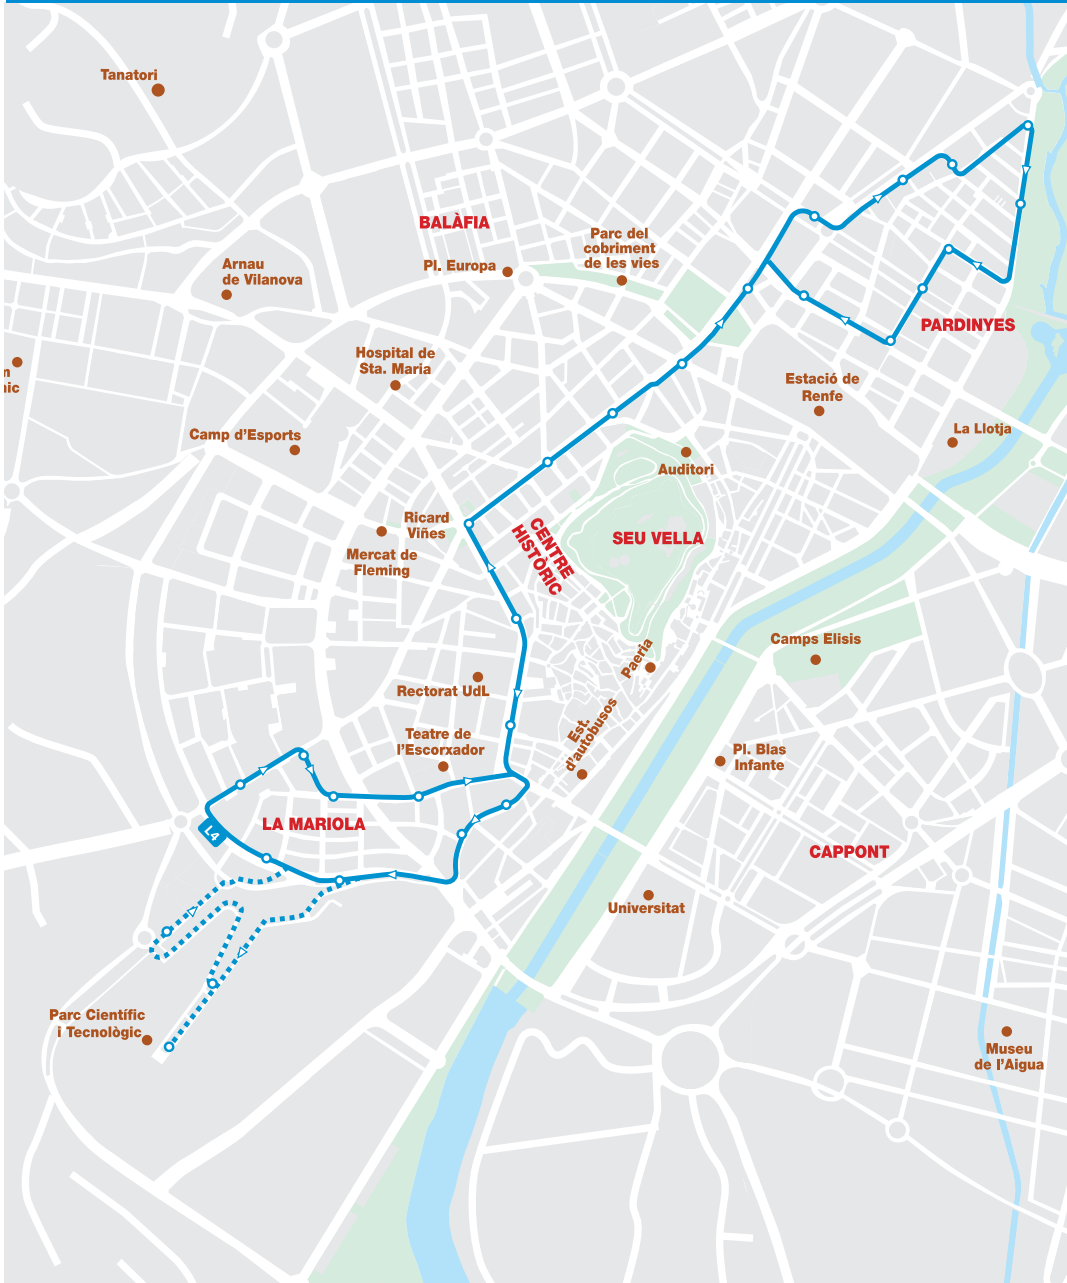 Tanatori
BALÀFIA
Parc del
cobriment
de les vies
Arnau
de Vilanova
Pl. Europa
PARDINYES
Hospital de
Sta. Maria
Estació de
Renfe
Camp d'Esports
La Llotja
Auditori
Ricard
Viñes
CENTRE
HISTÒRIC
SEU VELLA
Mercat de
Fleming
Camps Elisis
Paeria
Rectorat UdL
Est.
d'autobusos
Teatre de
l'Escorxador
Pl. Blas
Infante
LA MARIOLA
L4
CAPPONT
Universitat
Parc Científic
i Tecnològic
Museu
de l'Aigua